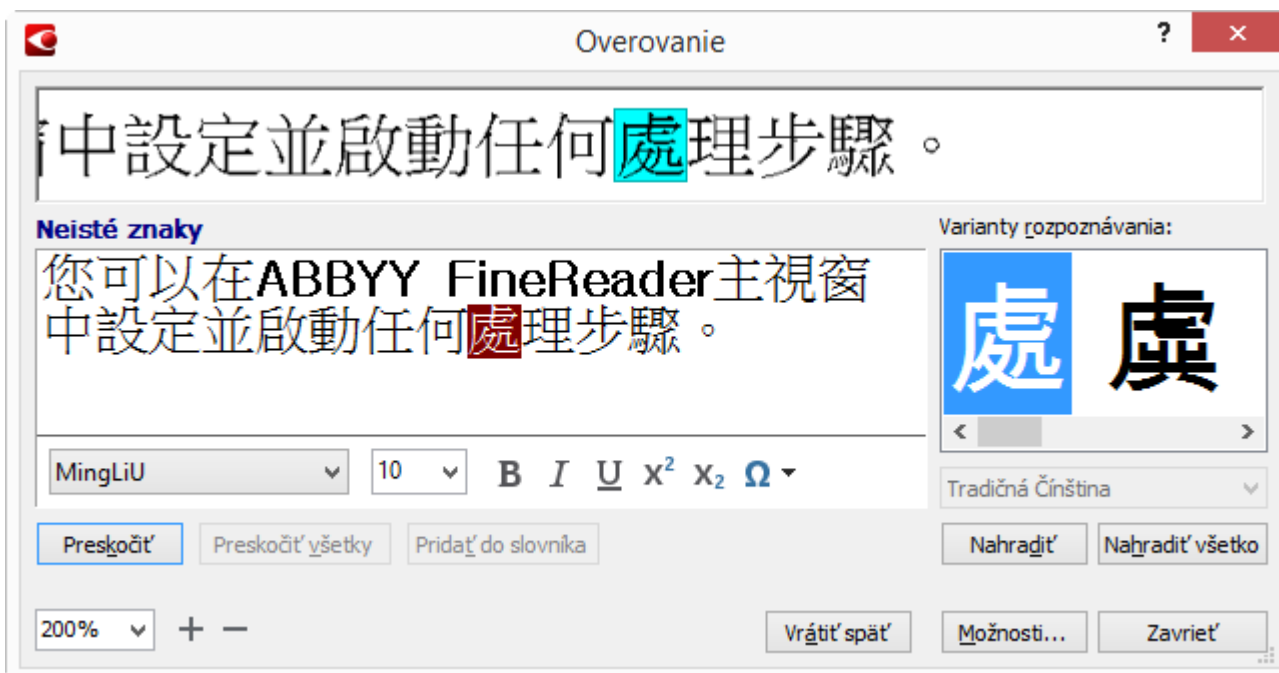 Overovanie
?
中設定並啟動任何處理步驟。
Neisté znaky
Varianty rozpoznávania:
您可以在ABBYY FineReader主視窗
中設定並啟動任何處理步驟。
處 虞
MingLiU 10 B I U X² X₂ Ω
Tradičná Čínština
Preskočiť Preskočiť všetky Pridať do slovníka Nahradiť Nahradiť všetko
200% + − Vrátiť späť Možnosti... Zavrieť